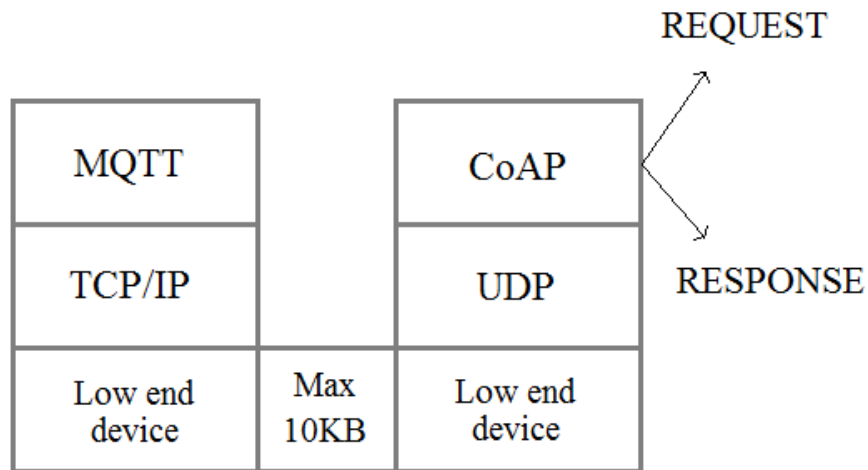 REQUEST
MQTT
CoAP
TCP/IP
UDP
RESPONSE
Low end
device
Max
10KB
Low end
device